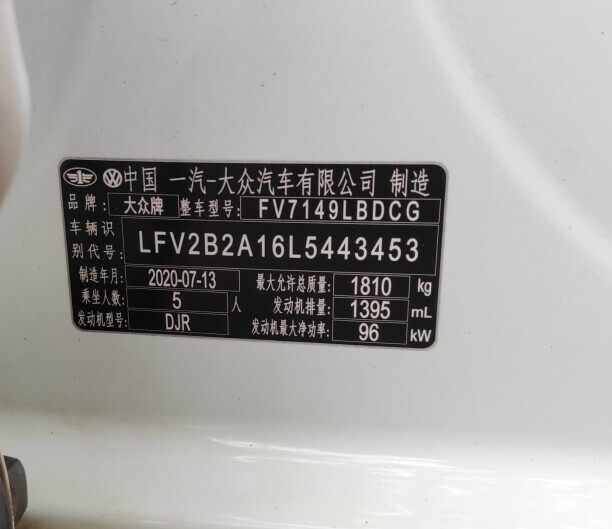 中国 一汽-大众汽车有限公司 制造
品牌: 大众牌 整车型号: FV7149LBDCG
车辆识别代号: LFV2B2A16L5443453
制造年月: 2020-07-13 最大允许总质量: 1810 kg
乘坐人数: 5 人 发动机排量: 1395 mL
发动机型号: DJR 发动机最大净功率: 96 kW